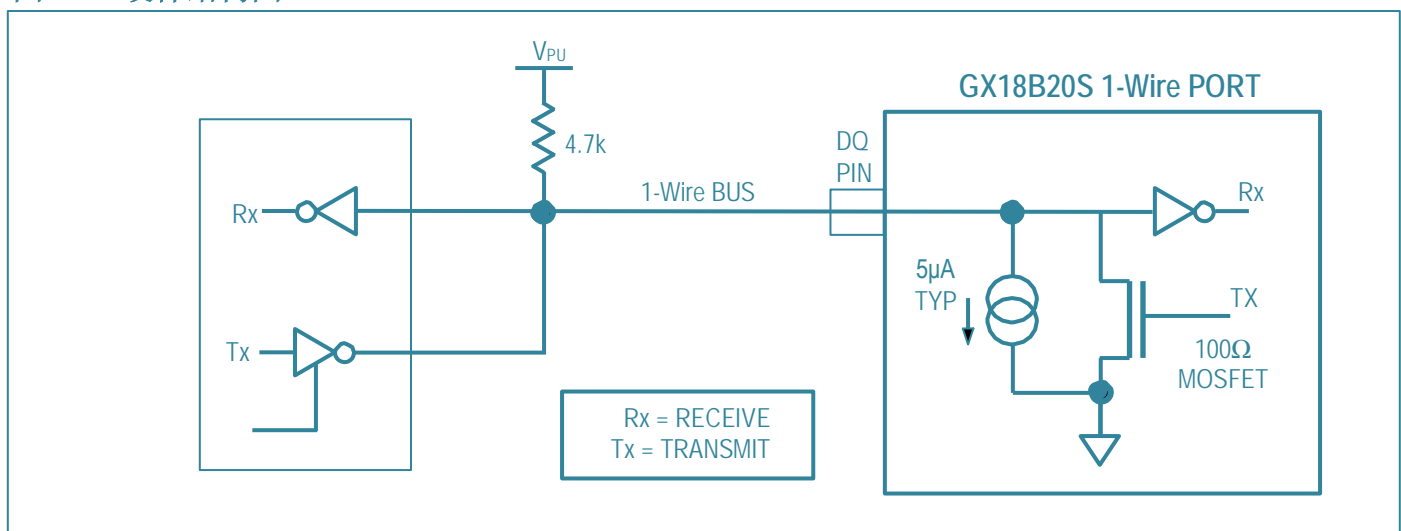 VPU
GX18B20S 1-Wire PORT
4.7k
DQ
PIN
1-Wire BUS
Rx
Rx
5µA
TYP
TX
Tx
100Ω
MOSFET
Rx = RECEIVE
Tx = TRANSMIT